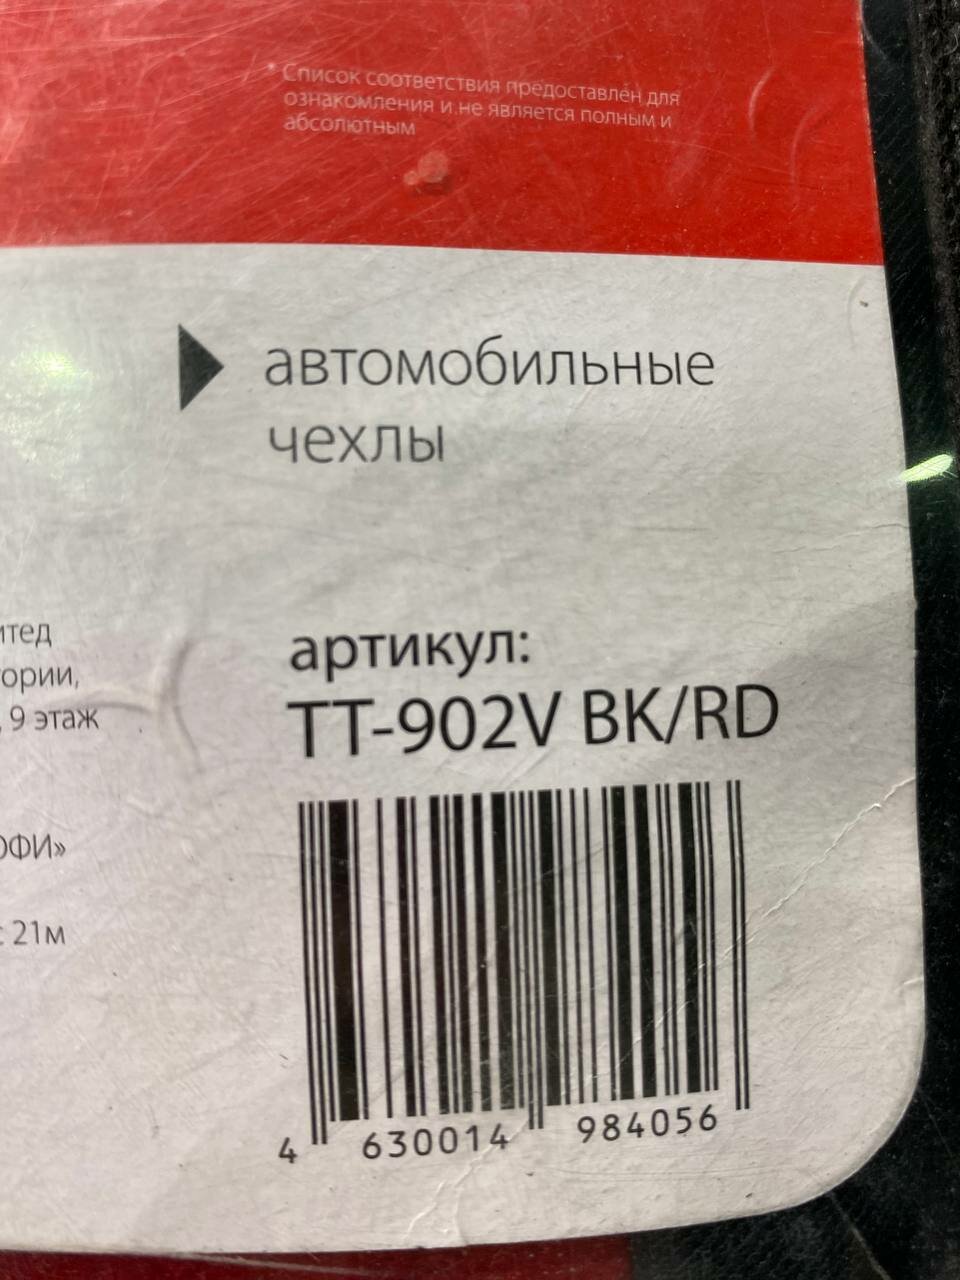 * Список соответствия предоставлен для
ознакомления и не является полным и
абсолютным
автомобильные
чехлы
итед
ории,
, 9 этаж
ОФИ»
21м
артикул:
TT-902V BK/RD
4 630014 984056